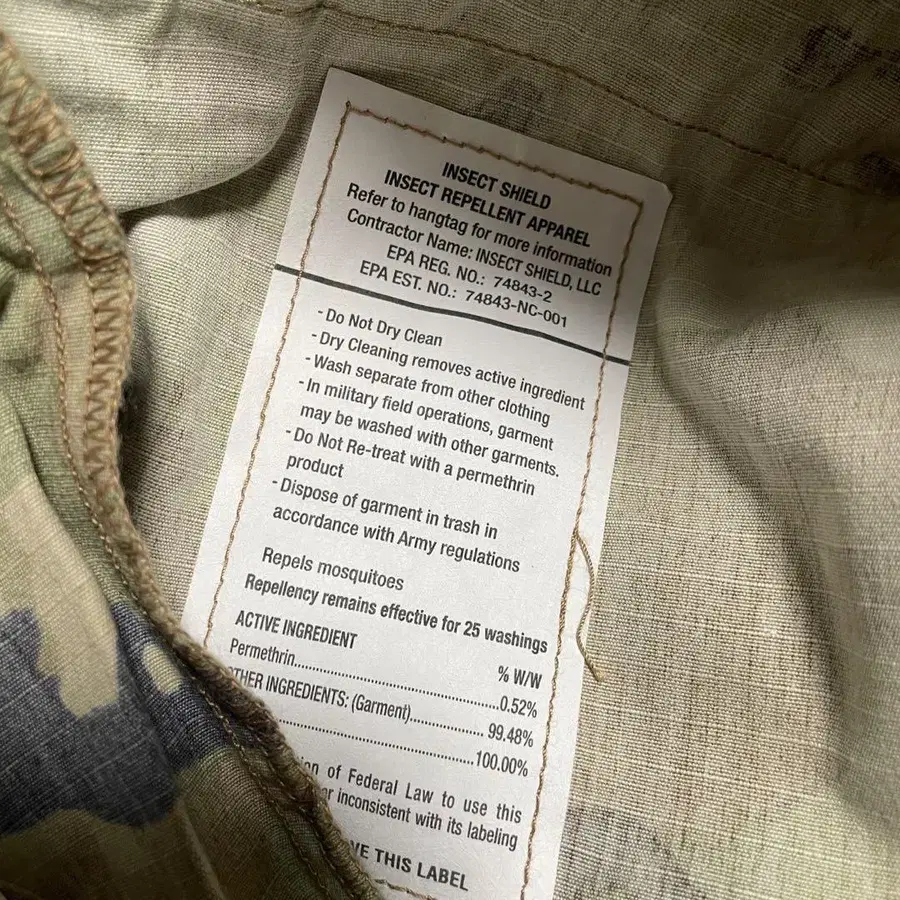 INSECT SHIELD
INSECT REPELLENT APPAREL
Refer to hangtag for more information
Contractor Name: INSECT SHIELD, LLC
EPA REG. NO.: 74843-2
EPA EST. NO.: 74843-NC-001
- Do Not Dry Clean
- Dry Cleaning removes active ingredient
- Wash separate from other clothing
- In military field operations, garment
may be washed with other garments.
- Do Not Re-treat with a permethrin
product
- Dispose of garment in trash in
accordance with Army regulations
Repels mosquitoes
Repellency remains effective for 25 washings
ACTIVE INGREDIENT % W/W
Permethrin..........0.52%
INGREDIENTS: (Garment)..........99.48%
..........100.00%
of Federal Law to use this
inconsistent with its labeling
THIS LABEL